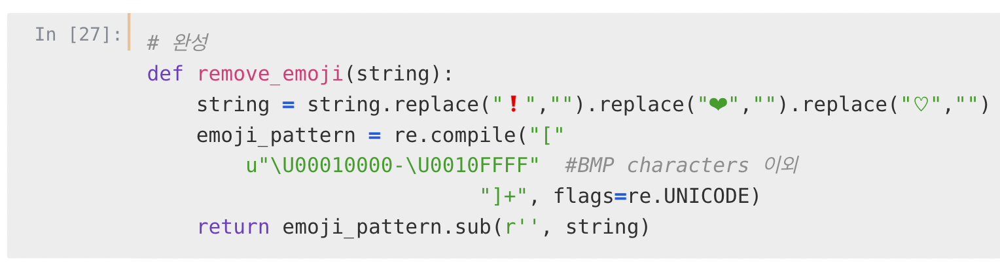 In [27]:
# 완성
def remove_emoji(string):
    string = string.replace("❗","").replace("❤","").replace("♡","")
    emoji_pattern = re.compile("["
        u"\U00010000-\U0010FFFF"  #BMP characters 이외
                           "]+", flags=re.UNICODE)
    return emoji_pattern.sub(r'', string)